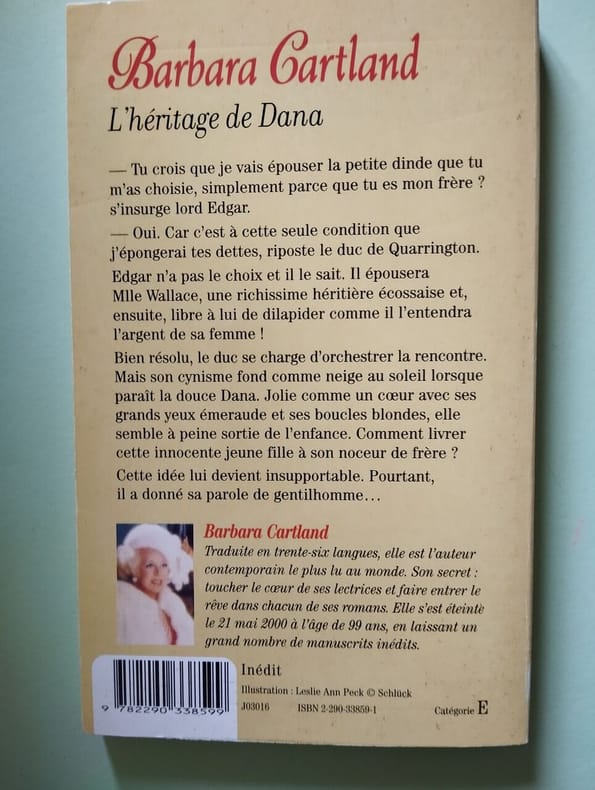 Barbara Cartland
L'héritage de Dana
— Tu crois que je vais épouser la petite dinde que tu
m'as choisie, simplement parce que tu es mon frère ?
s'insurge lord Edgar.
— Oui. Car c'est à cette seule condition que
j'épongerai tes dettes, riposte le duc de Quarrington.
Edgar n'a pas le choix et il le sait. Il épousera
Mlle Wallace, une richissime héritière écossaise et,
ensuite, libre à lui de dilapider comme il l'entendra
l'argent de sa femme !
Bien résolu, le duc se charge d'orchestrer la rencontre.
Mais son cynisme fond comme neige au soleil lorsque
paraît la douce Dana. Jolie comme un cœur avec ses
grands yeux émeraude et ses boucles blondes, elle
semble à peine sortie de l'enfance. Comment livrer
cette innocente jeune fille à son noceur de frère ?
Cette idée lui devient insupportable. Pourtant,
il a donné sa parole de gentilhomme…
Barbara Cartland
Traduite en trente-six langues, elle est l'auteur
contemporain le plus lu au monde. Son secret :
toucher le cœur de ses lectrices et faire entrer le
rêve dans chacun de ses romans. Elle s'est éteinte
le 21 mai 2000 à l'âge de 99 ans, en laissant un
grand nombre de manuscrits inédits.
Inédit
Illustration : Leslie Ann Peck © Schlück
J03016 ISBN 2-290-33859-1 Catégorie E
9 782290 338599